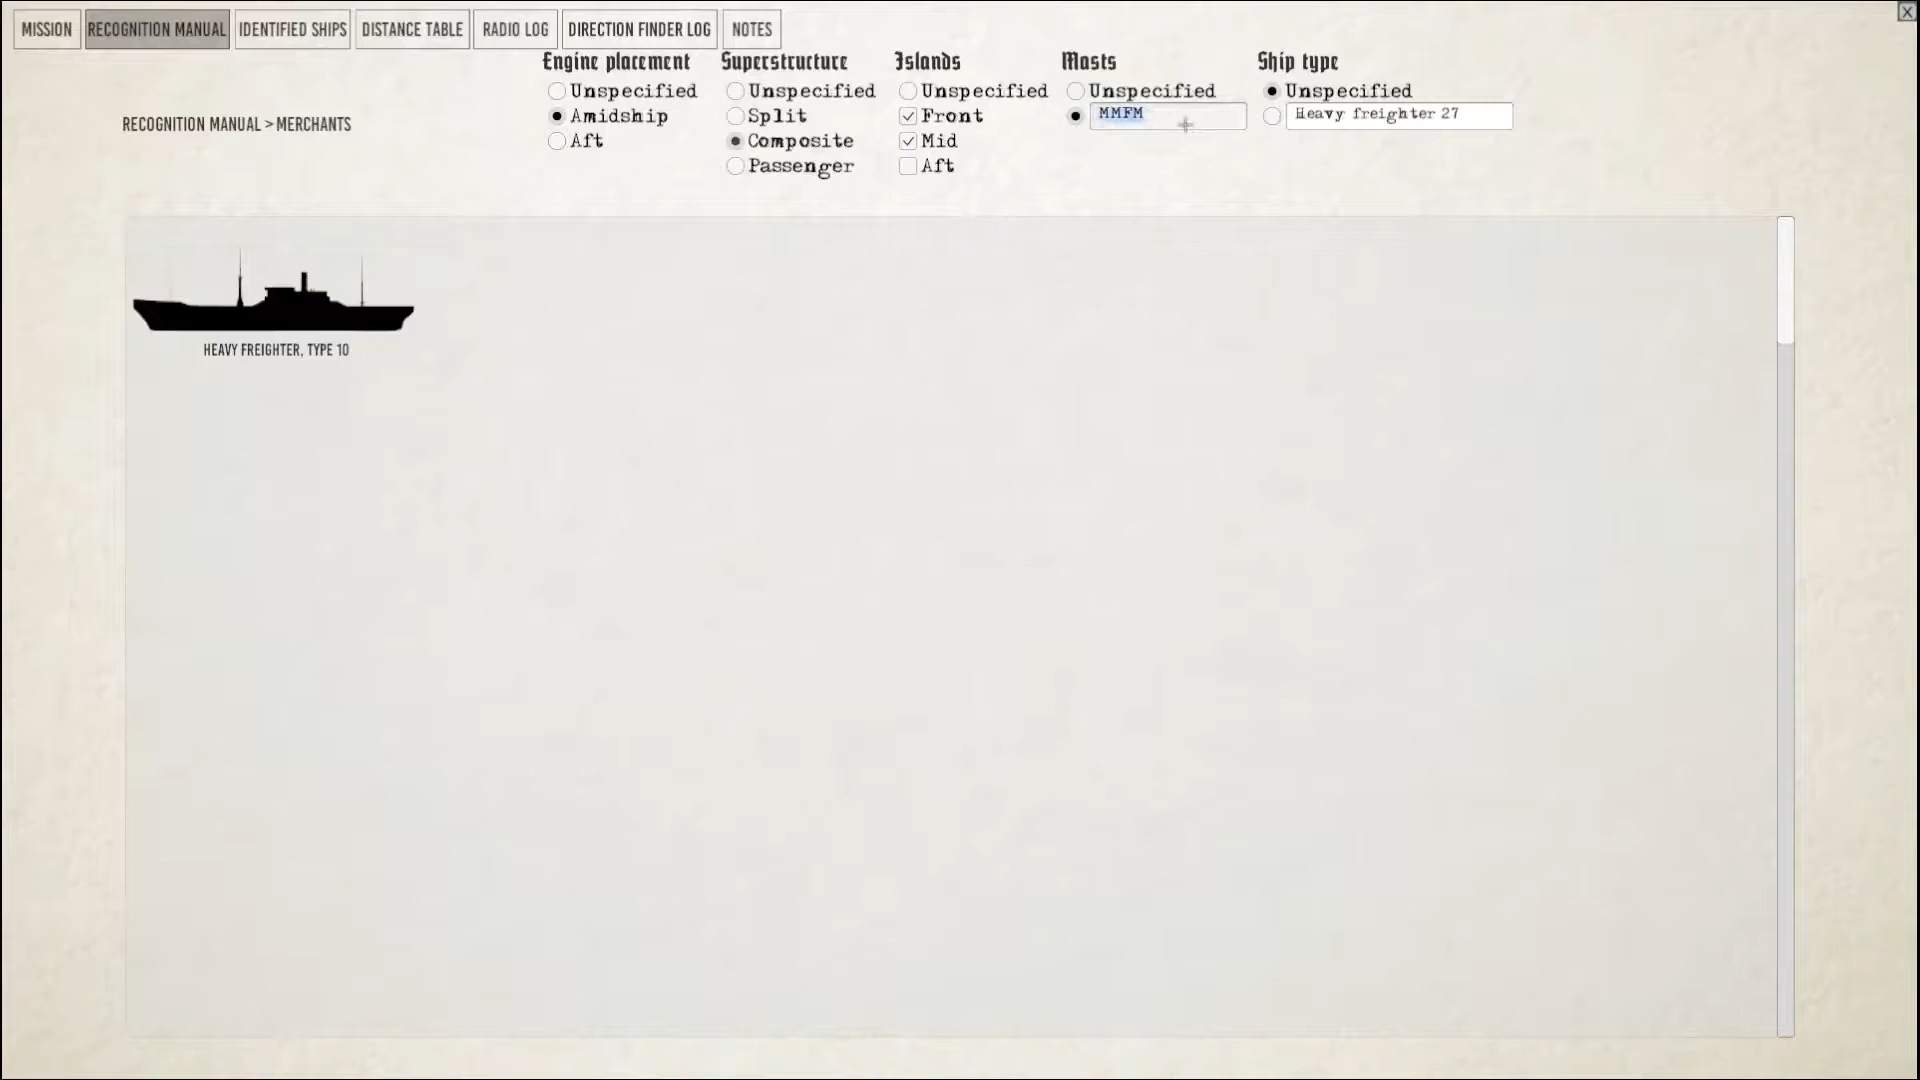 MISSION
RECOGNITION MANUAL
IDENTIFIED SHIPS
DISTANCE TABLE
RADIO LOG
DIRECTION FINDER LOG
NOTES
X
RECOGNITION MANUAL > MERCHANTS
Engine placement
Unspecified
Amidship
Aft
Superstructure
Unspecified
Split
Composite
Passenger
Islands
Unspecified
Front
Mid
Aft
Masts
Unspecified
MMFM
Ship type
Unspecified
Heavy freighter 27
HEAVY FREIGHTER, TYPE 10